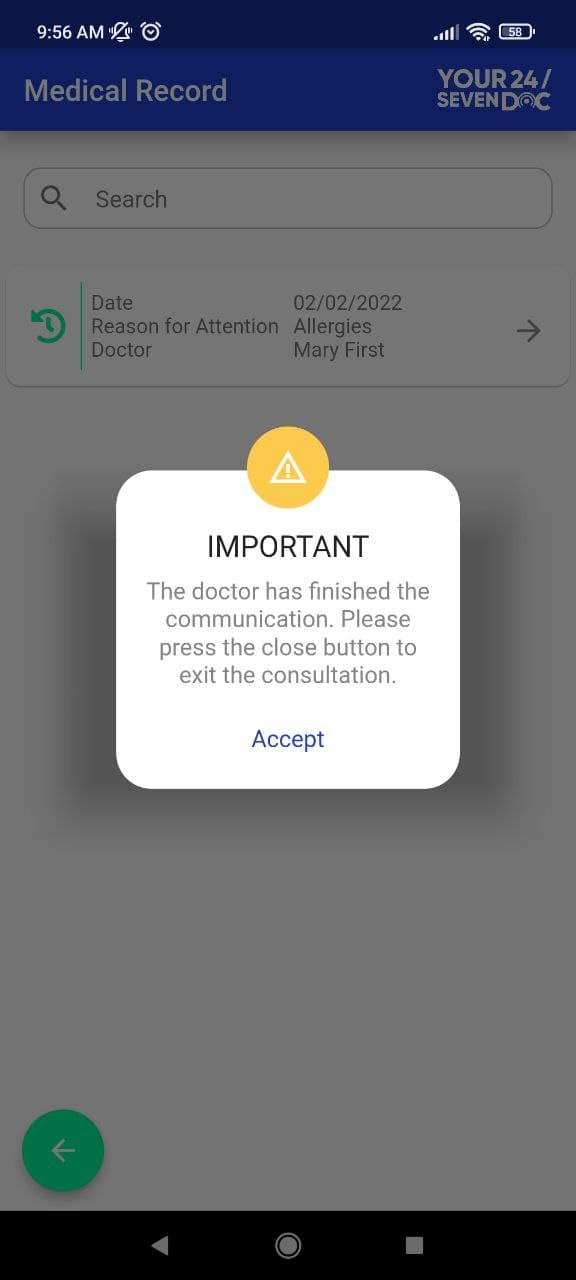 9:56 AM
58
Medical Record
YOUR 24/
SEVEN DOC
Search
Date 02/02/2022
Reason for Attention Allergies
Doctor Mary First
IMPORTANT
The doctor has finished the
communication. Please
press the close button to
exit the consultation.
Accept